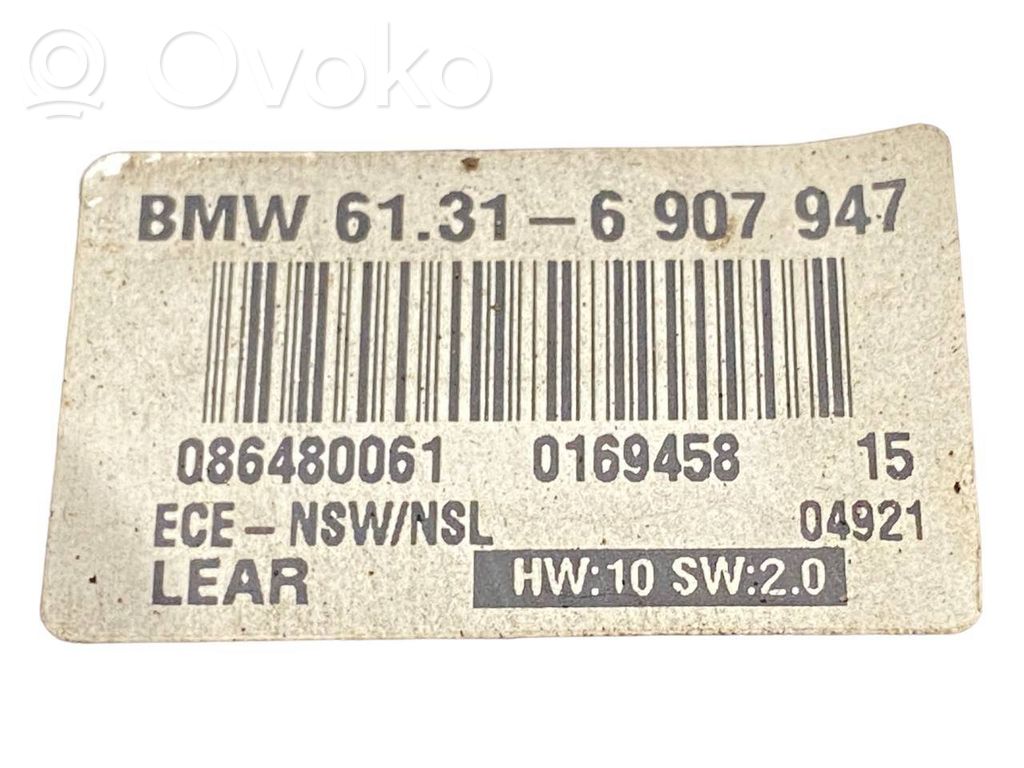 Ovoko
BMW 61.31-6 907 947
086480061 0169458 15
ECE-NSW/NSL 04921
LEAR HW:10 SW:2.0